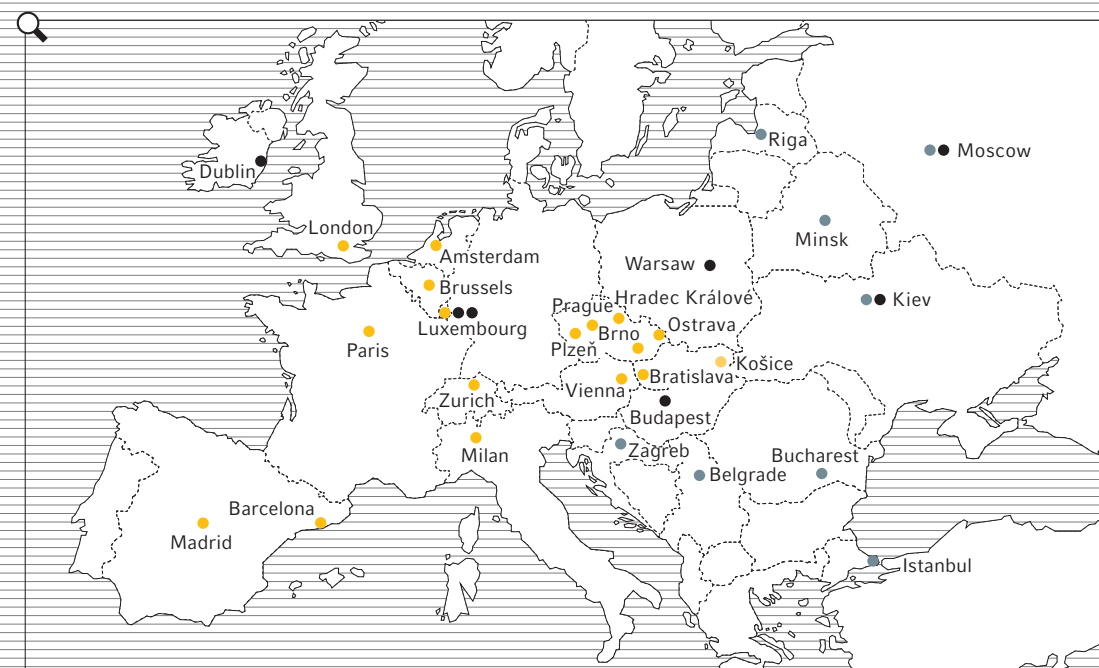 Riga
Moscow
Dublin
London
Minsk
Amsterdam
Warsaw
Brussels
Hradec Králové
Kiev
Prague
Luxembourg
Ostrava
Brno
Paris
Plzeň
Košice
Bratislava
Vienna
Zurich
Budapest
Zagreb
Milan
Bucharest
Belgrade
Barcelona
Madrid
Istanbul